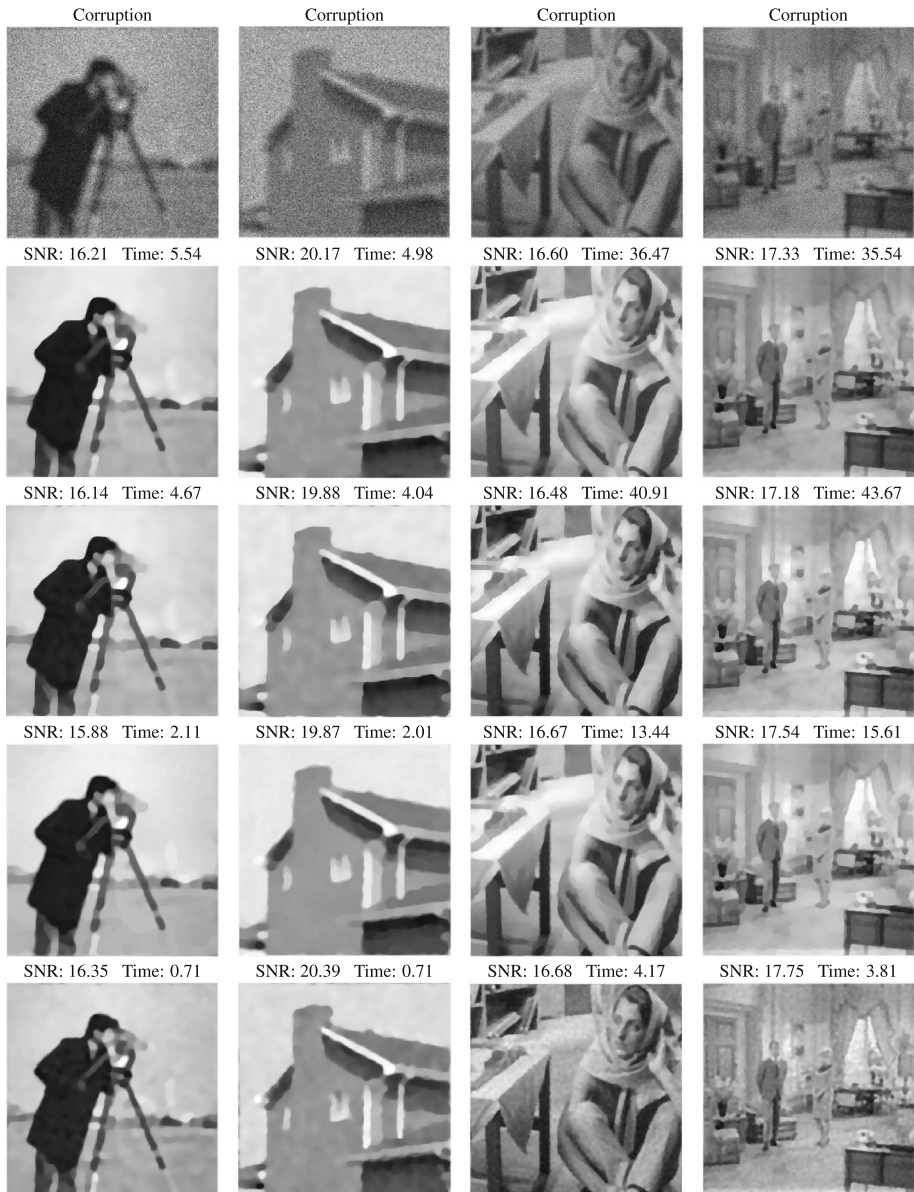 Corruption Corruption Corruption Corruption
SNR: 16.21 Time: 5.54 SNR: 20.17 Time: 4.98 SNR: 16.60 Time: 36.47 SNR: 17.33 Time: 35.54
SNR: 16.14 Time: 4.67 SNR: 19.88 Time: 4.04 SNR: 16.48 Time: 40.91 SNR: 17.18 Time: 43.67
SNR: 15.88 Time: 2.11 SNR: 19.87 Time: 2.01 SNR: 16.67 Time: 13.44 SNR: 17.54 Time: 15.61
SNR: 16.35 Time: 0.71 SNR: 20.39 Time: 0.71 SNR: 16.68 Time: 4.17 SNR: 17.75 Time: 3.81